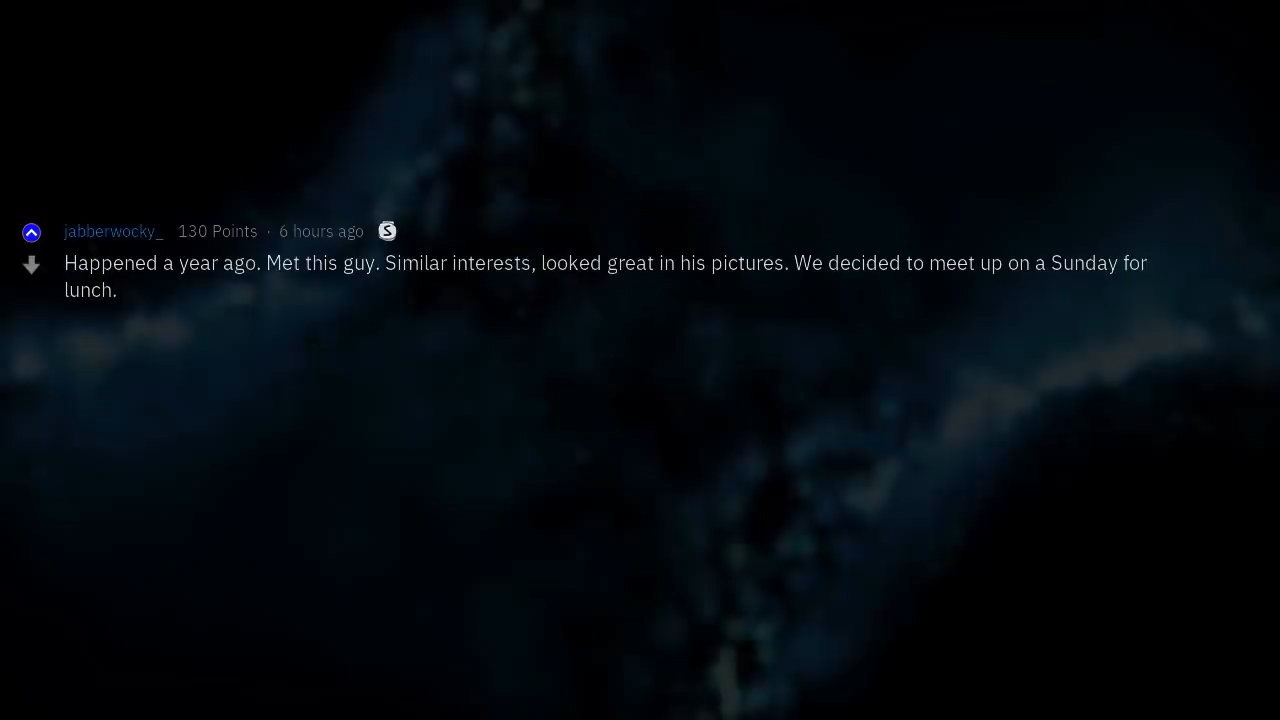 jabberwocky_ 130 Points · 6 hours ago S
Happened a year ago. Met this guy. Similar interests, looked great in his pictures. We decided to meet up on a Sunday for
lunch.